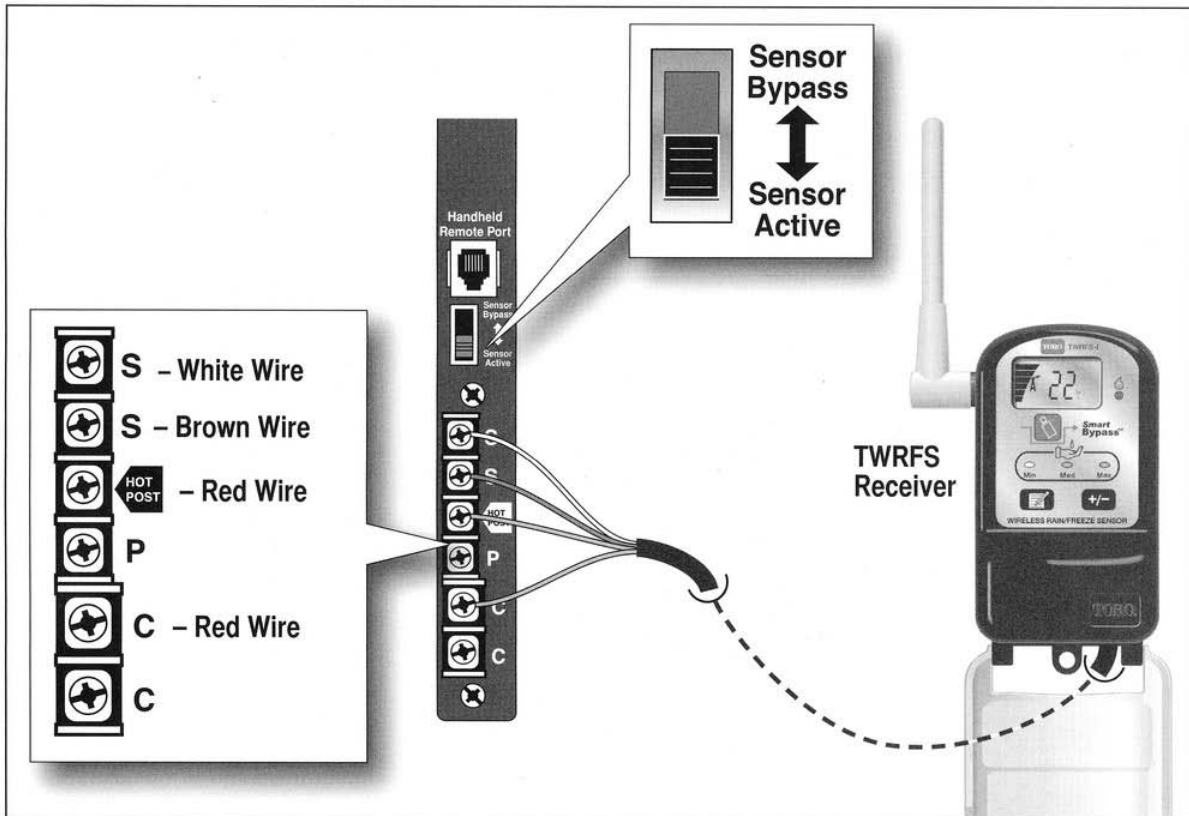 Sensor
Bypass
Sensor
Active
Handheld
Remote Port
Sensor
Bypass
Sensor
Active
S – White Wire
S – Brown Wire
HOT
POST
– Red Wire
P
C – Red Wire
C
S
S
HOT
POST
P
C
C
TWRFS
Receiver
TORO TWRFS-I
A 22
Smart
Bypass
Min Med Max
+/–
WIRELESS RAIN/FREEZE SENSOR
TORO